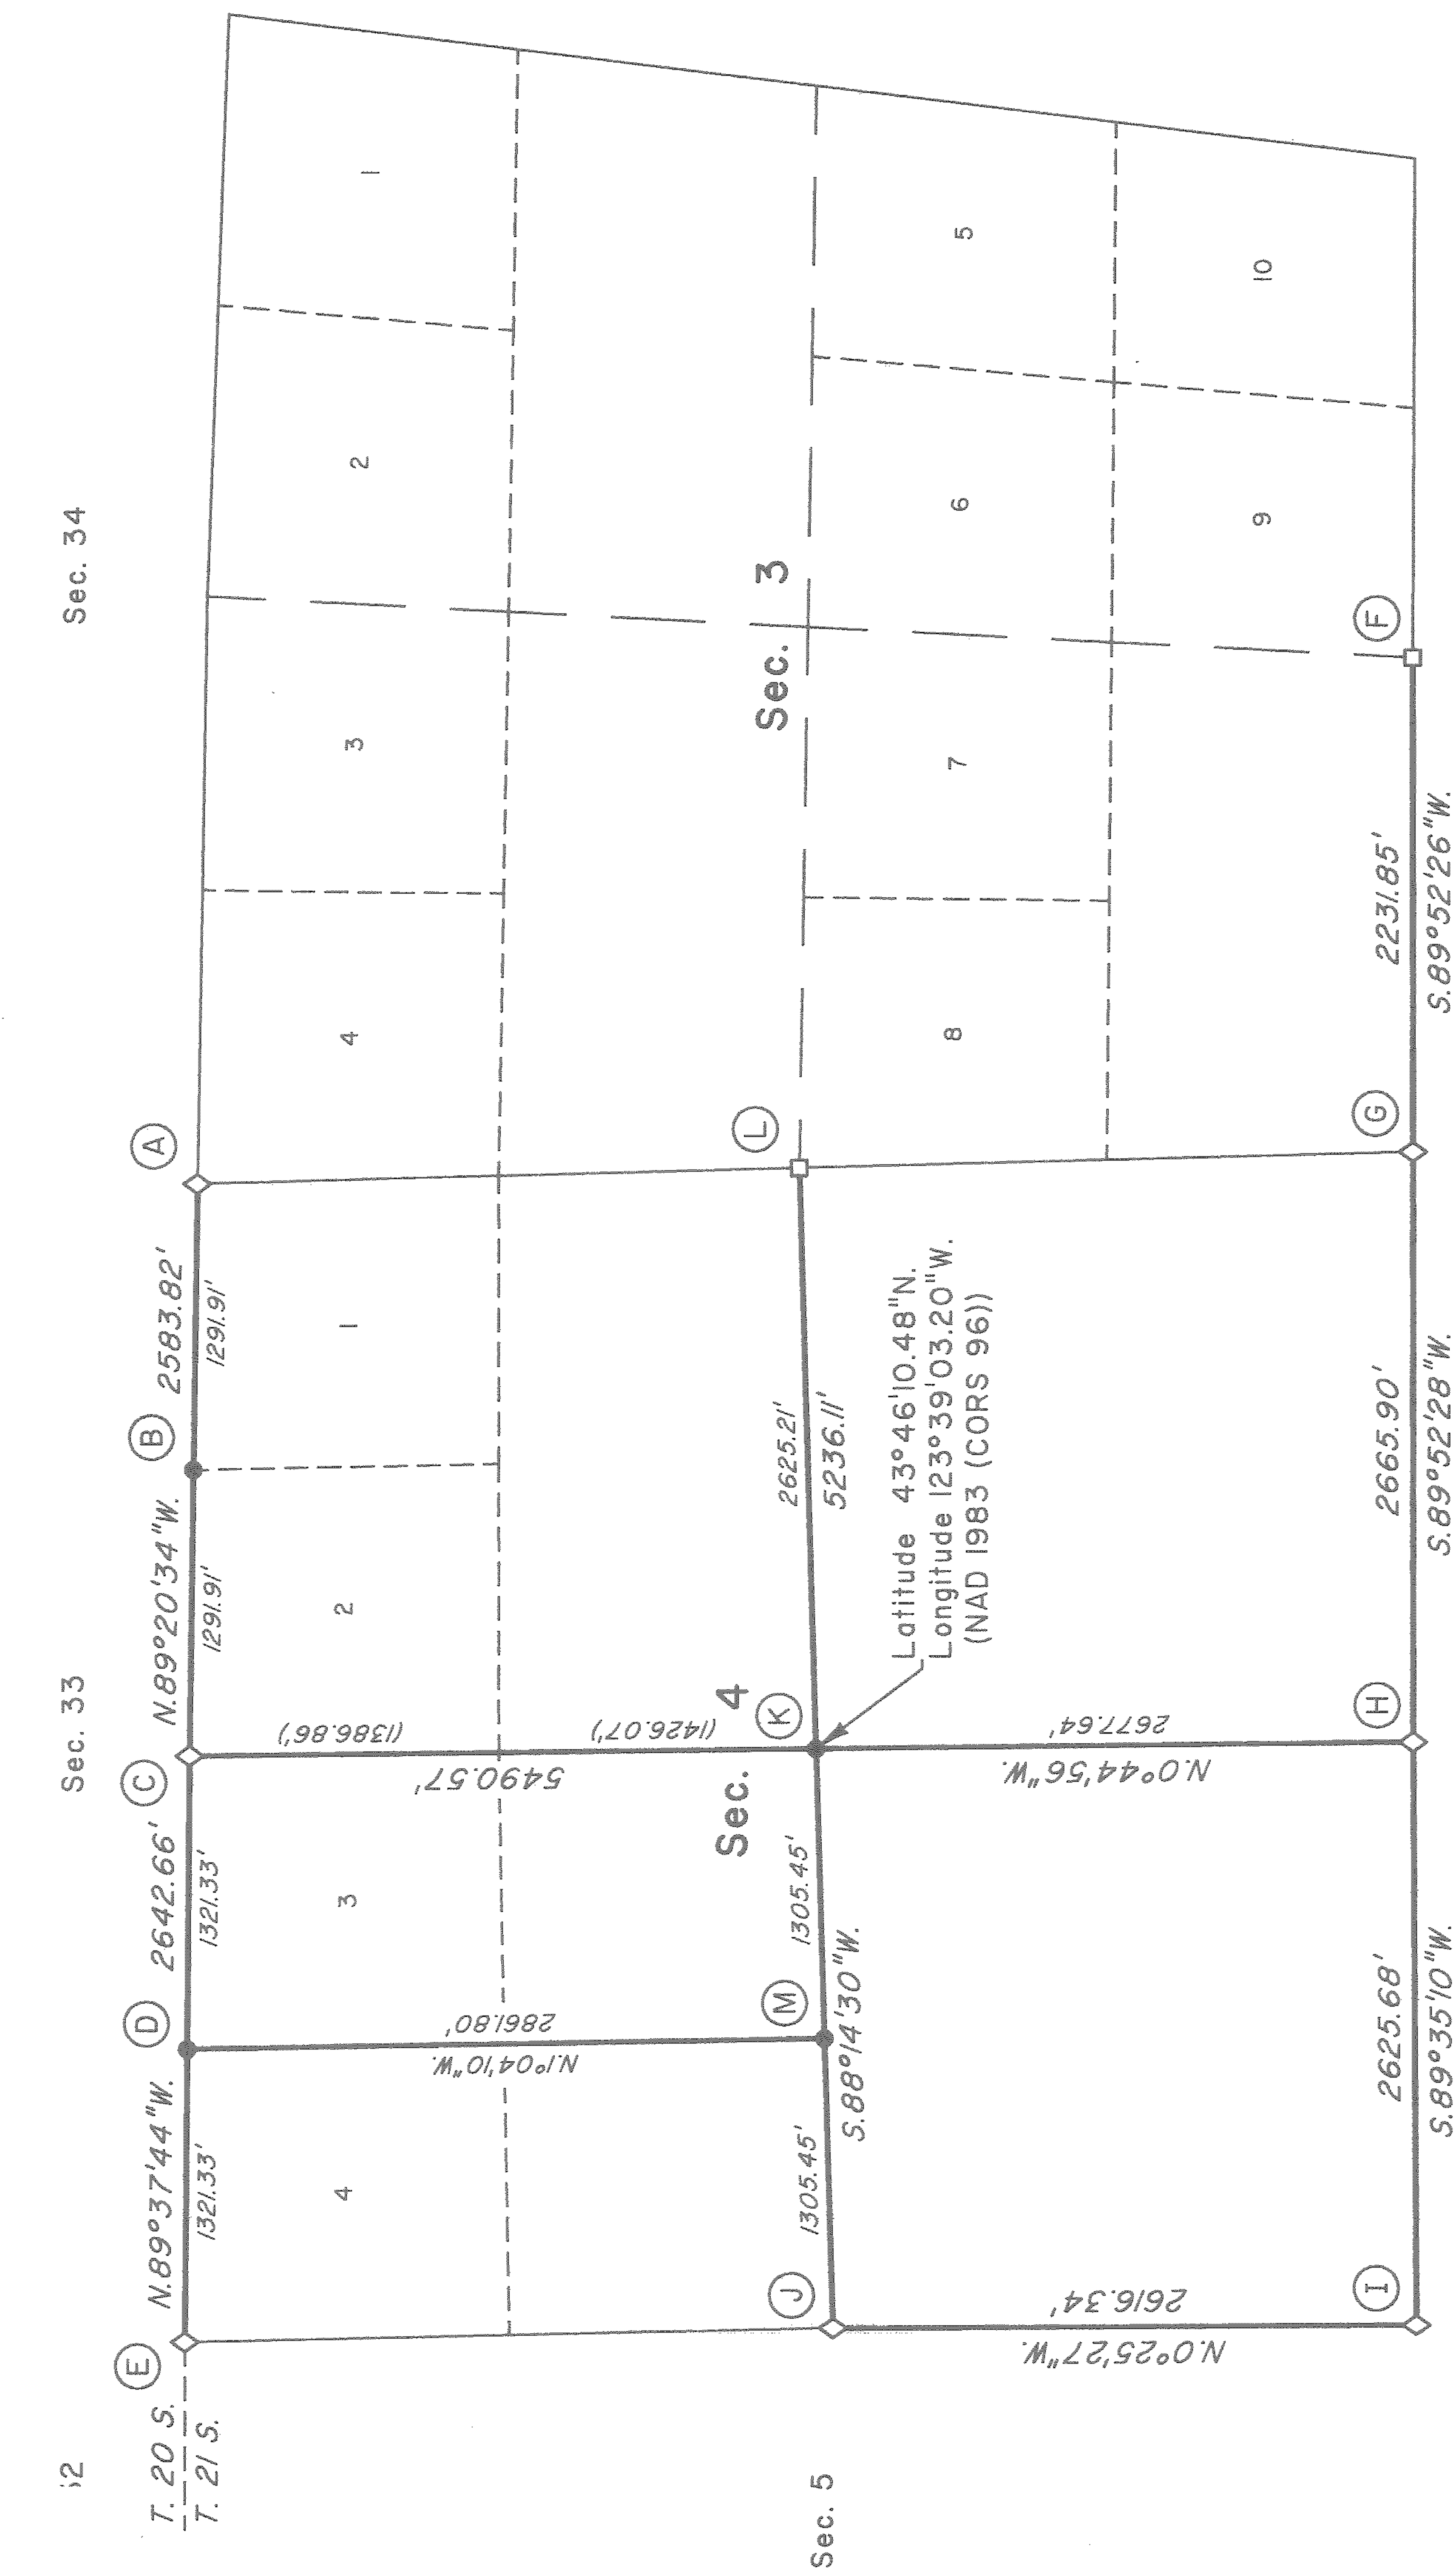 Sec. 33
Sec. 34
T. 20 S.
T. 21 S.
E
N.89°37'44"W.
D
2642.66'
C
N.89°20'34"W.
B
2583.82'
A
1321.33'
1321.33'
1291.91'
1291.91'
4
3
2
1
4
3
2
1
(1386.86')
5490.57'
(1426.07')
2861.80'
N.1°04'10"W.
Sec. 4
Sec. 3
Sec. 5
J
1305.45'
M
1305.45'
K
2625.21'
L
S.88°14'30"W.
5236.11'
Latitude 43°46'10.48"N.
Longitude 123°39'03.20"W.
(NAD 1983 (CORS 96))
8
7
6
5
N.0°25'27"W.
2616.34'
N.0°44'56"W.
2677.64'
9
10
I
2625.68'
H
2665.90'
G
2231.85'
F
S.89°35'10"W.
S.89°52'28"W.
S.89°52'26"W.